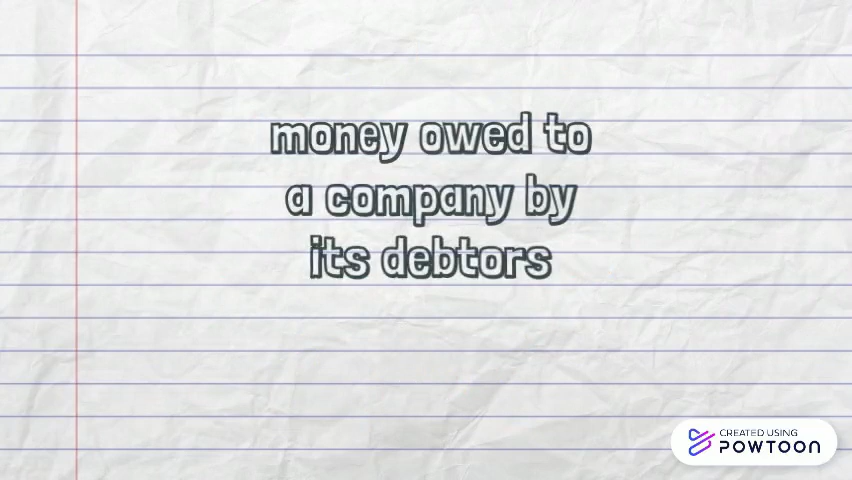 money owed to
a company by
its debtors
CREATED USING
POWTOON